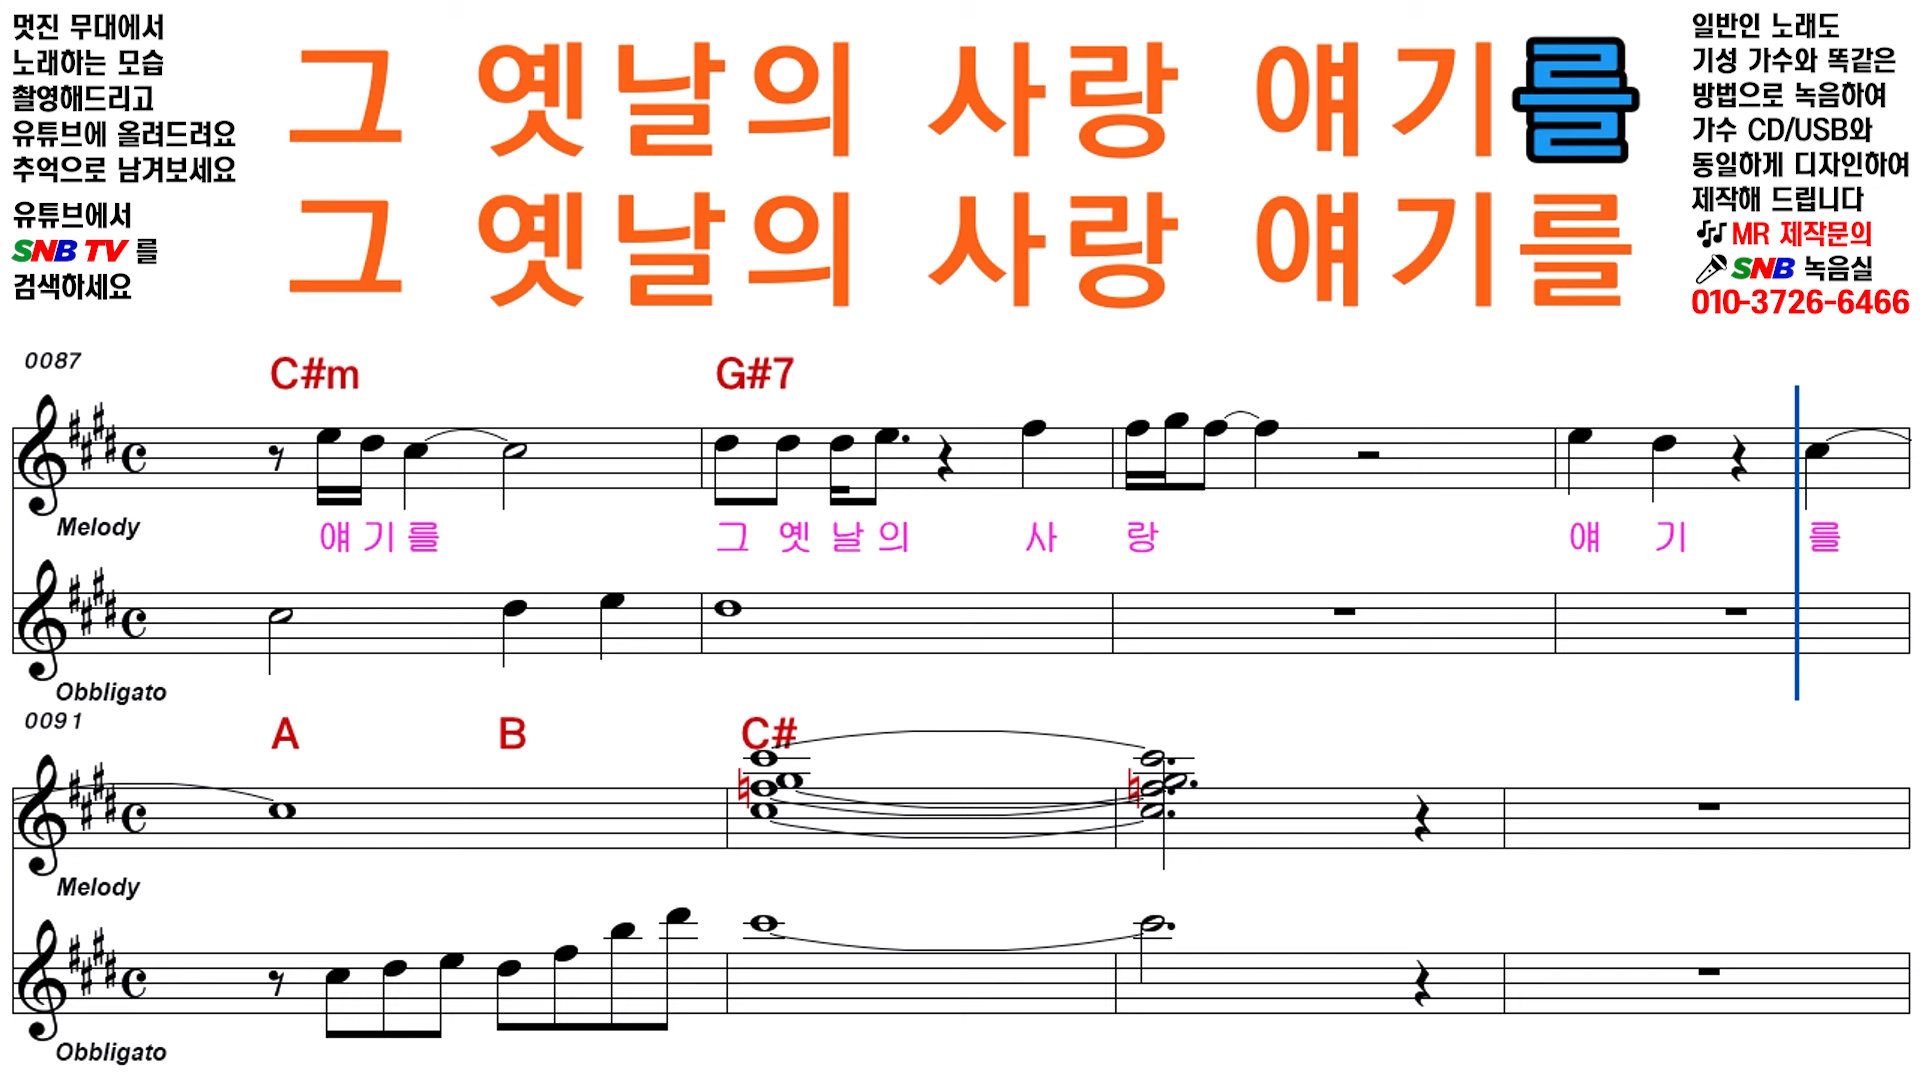 멋진 무대에서
노래하는 모습
촬영해드리고
유튜브에 올려드려요
추억으로 남겨보세요
유튜브에서
SNB TV 를
검색하세요
그 옛날의 사랑 얘기를
그 옛날의 사랑 얘기를
일반인 노래도
기성 가수와 똑같은
방법으로 녹음하여
가수 CD/USB와
동일하게 디자인하여
제작해 드립니다
MR 제작문의
SNB 녹음실
010-3726-6466
0087
C#m G#7
Melody
얘 기 를 그 옛 날 의 사 랑 얘 기 를
Obbligato
0091
A B C#
Melody
Obbligato